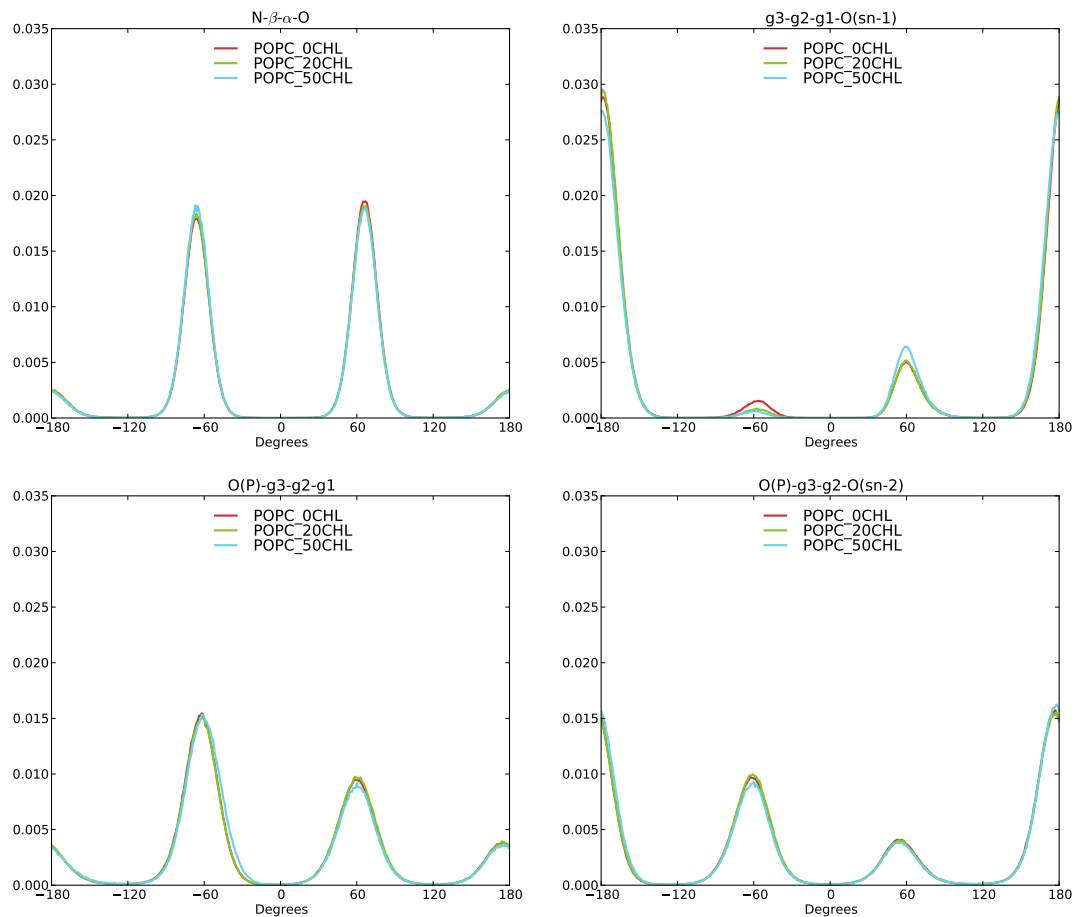 N-β-α-O
0.035
0.030
0.025
0.020
0.015
0.010
0.005
0.000
POPC_0CHL
POPC_20CHL
POPC_50CHL
−180 −120 −60 0 60 120 180
Degrees
g3-g2-g1-O(sn-1)
0.035
0.030
0.025
0.020
0.015
0.010
0.005
0.000
POPC_0CHL
POPC_20CHL
POPC_50CHL
−180 −120 −60 0 60 120 180
Degrees
O(P)-g3-g2-g1
0.035
0.030
0.025
0.020
0.015
0.010
0.005
0.000
POPC_0CHL
POPC_20CHL
POPC_50CHL
−180 −120 −60 0 60 120 180
Degrees
O(P)-g3-g2-O(sn-2)
0.035
0.030
0.025
0.020
0.015
0.010
0.005
0.000
POPC_0CHL
POPC_20CHL
POPC_50CHL
−180 −120 −60 0 60 120 180
Degrees